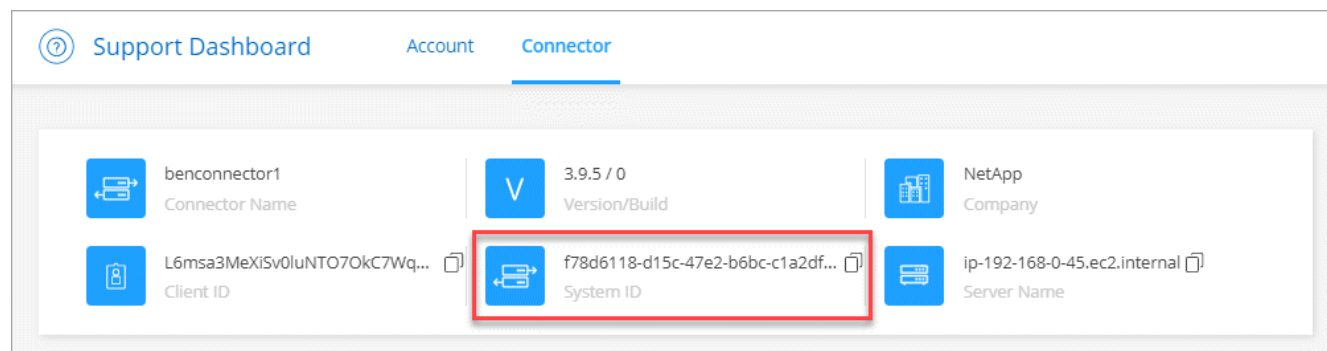 Support Dashboard Account Connector
benconnector1 3.9.5 / 0 NetApp
Connector Name Version/Build Company
L6msa3MeXiSv0luNTO7OkC7Wq... f78d6118-d15c-47e2-b6bc-c1a2df... ip-192-168-0-45.ec2.internal
Client ID System ID Server Name